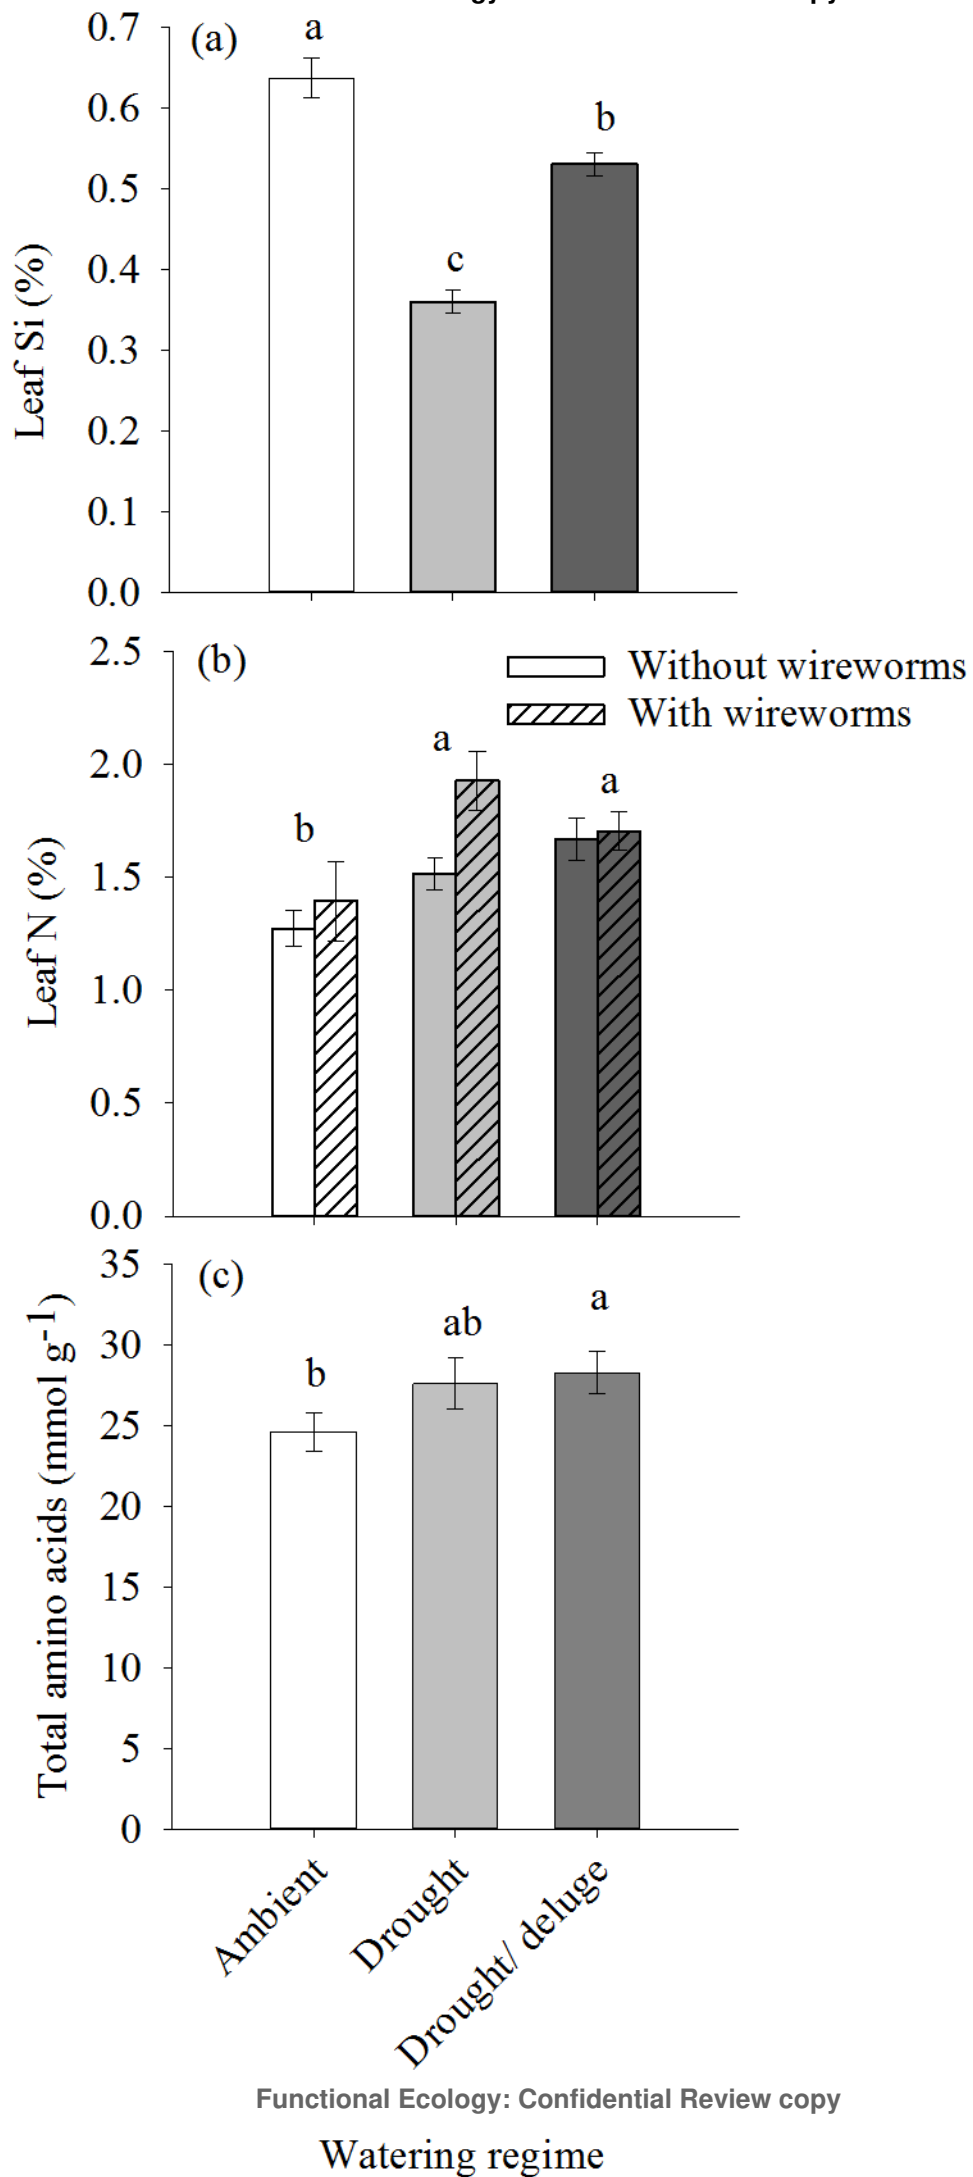 (a)
a
b
c
0.7
0.6
0.5
0.4
0.3
0.2
0.1
0.0
Leaf Si (%)
(b)
Without wireworms
With wireworms
b
a
a
2.5
2.0
1.5
1.0
0.5
0.0
Leaf N (%)
(c)
b
ab
a
35
30
25
20
15
10
5
0
Total amino acids (mmol g-1)
Ambient
Drought
Drought/ deluge
Functional Ecology: Confidential Review copy
Watering regime